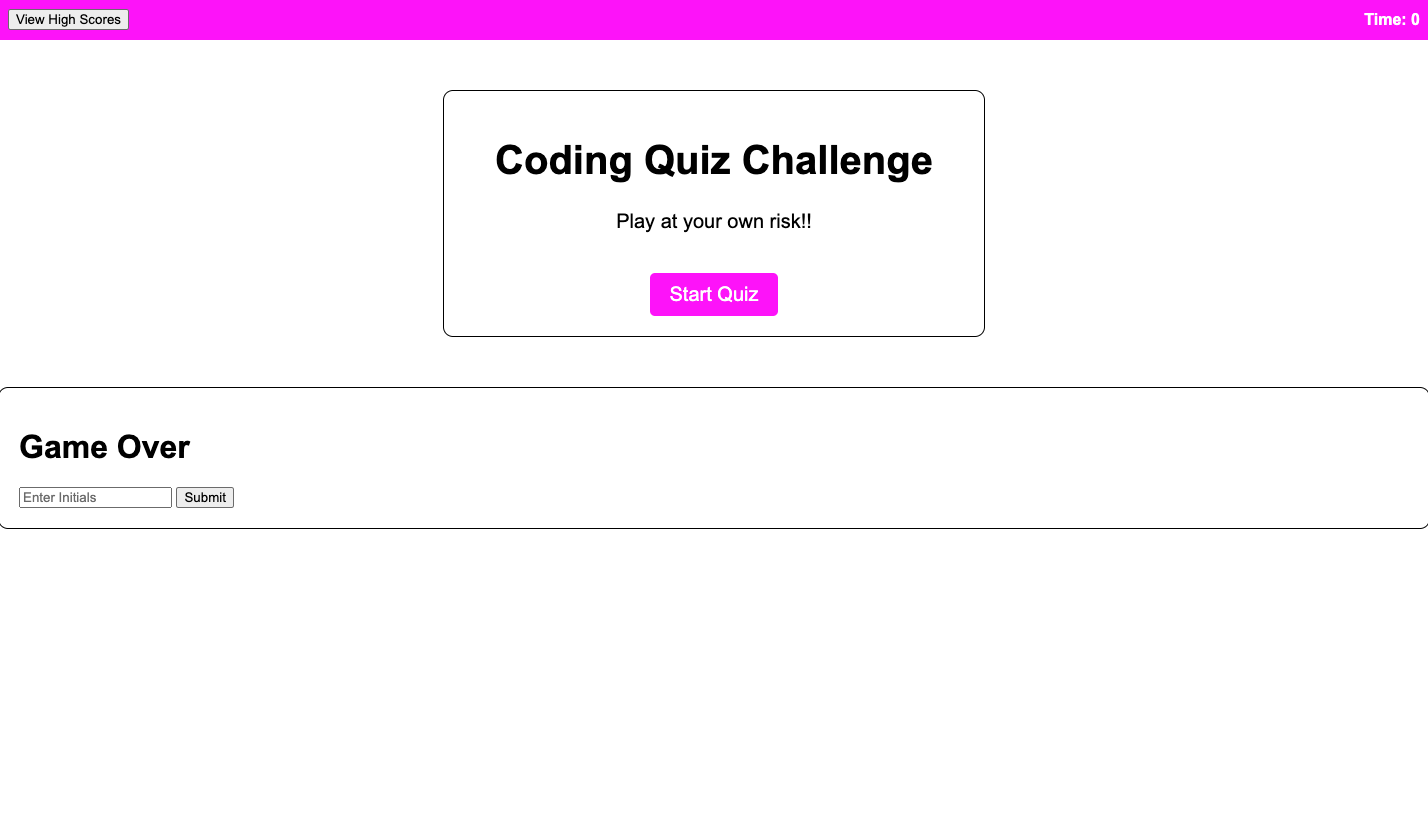 View High Scores
Time: 0
Coding Quiz Challenge
Play at your own risk!!
Start Quiz
Game Over
Enter Initials
Submit